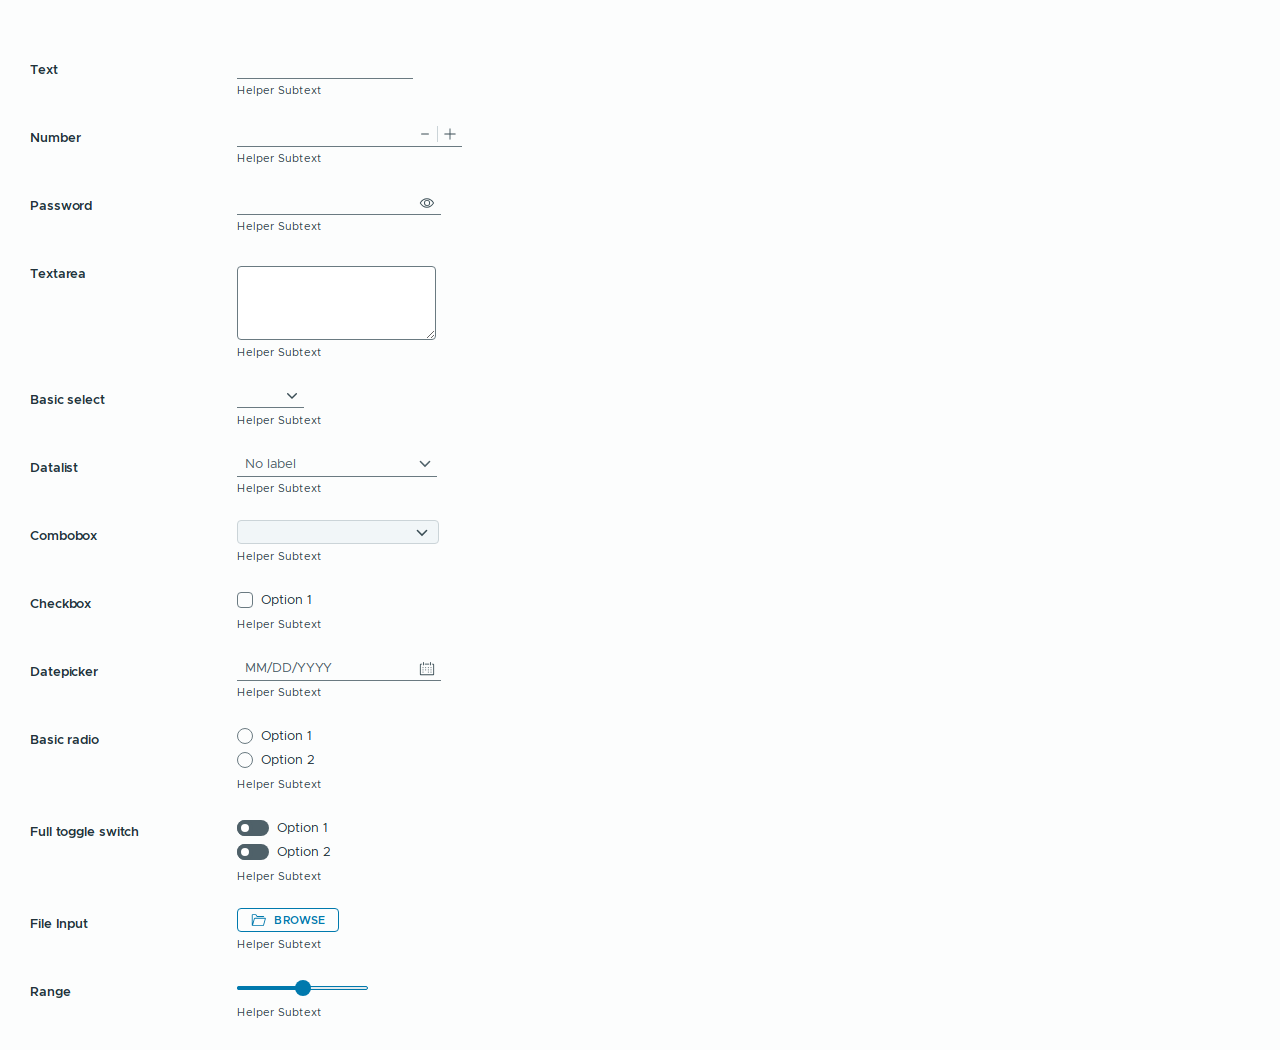 Text
Helper Subtext
Number
Helper Subtext
Password
Helper Subtext
Textarea
Helper Subtext
Basic select
Helper Subtext
Datalist
No label
Helper Subtext
Combobox
Helper Subtext
Checkbox
Option 1
Helper Subtext
Datepicker
MM/DD/YYYY
Helper Subtext
Basic radio
Option 1
Option 2
Helper Subtext
Full toggle switch
Option 1
Option 2
Helper Subtext
File Input
BROWSE
Helper Subtext
Range
Helper Subtext